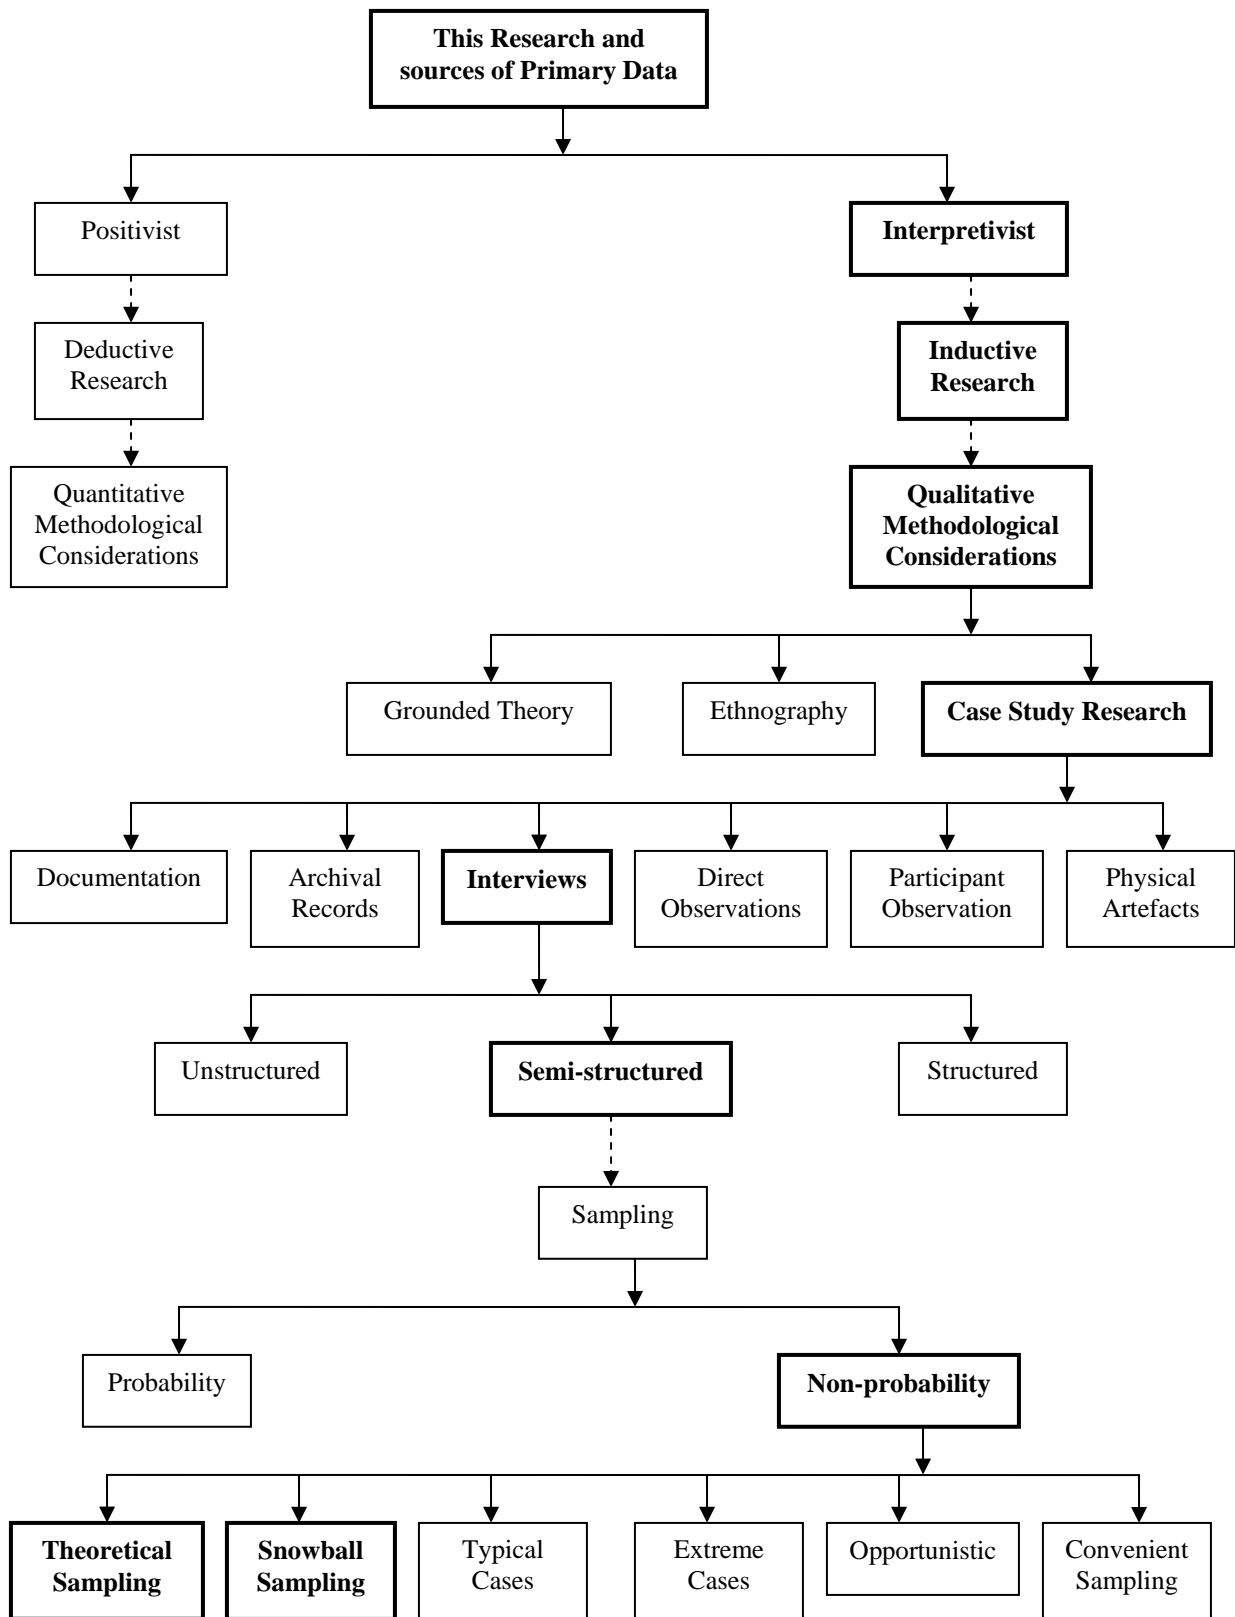 This Research and
sources of Primary Data
Positivist
Interpretivist
Deductive
Research
Inductive
Research
Quantitative
Methodological
Considerations
Qualitative
Methodological
Considerations
Grounded Theory
Ethnography
Case Study Research
Documentation
Archival
Records
Interviews
Direct
Observations
Participant
Observation
Physical
Artefacts
Unstructured
Semi-structured
Structured
Sampling
Probability
Non-probability
Theoretical
Sampling
Snowball
Sampling
Typical
Cases
Extreme
Cases
Opportunistic
Convenient
Sampling